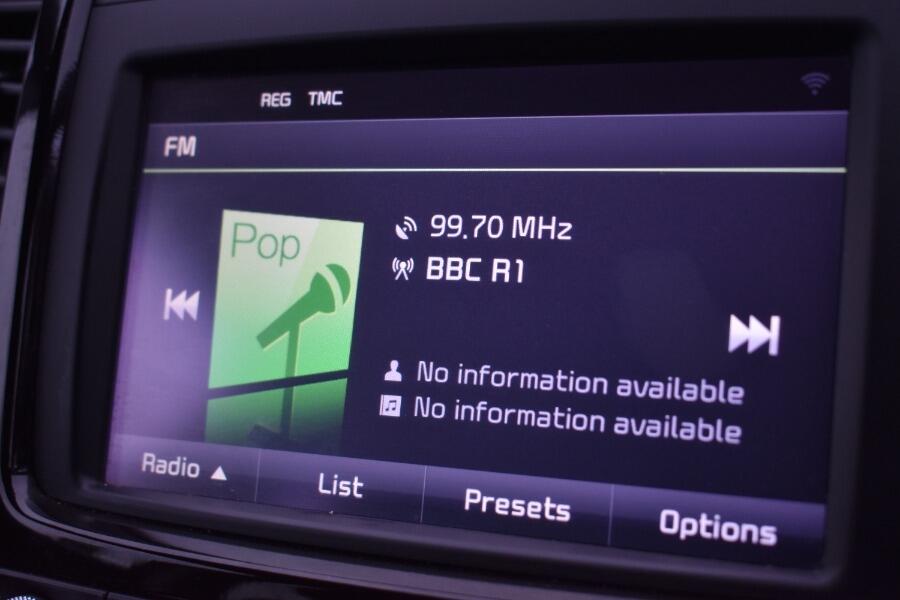 REG TMC
FM
Pop
99.70 MHz
BBC R1
No information available
No information available
Radio ▲
List
Presets
Options